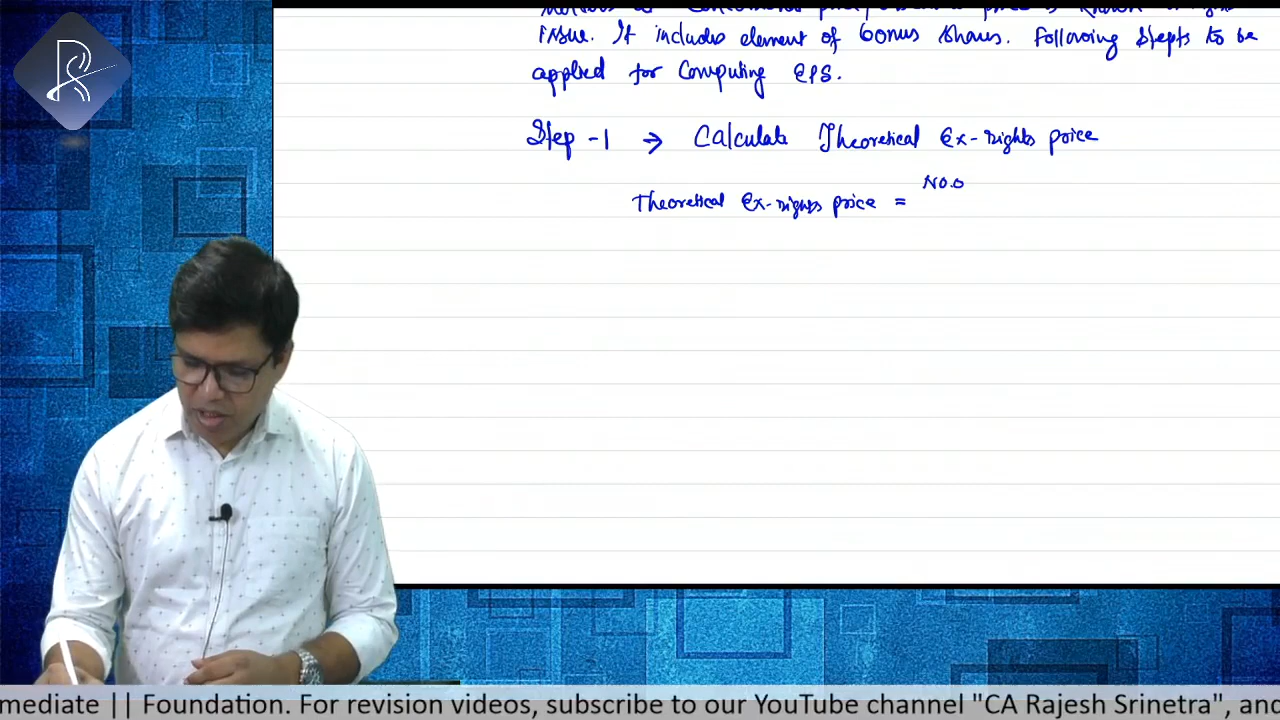 Issue. It includes element of bonus shares. Following stepts to be
applied for Computing EPS.
Step -1 → Calculate Theoretical Ex-rights price
Theoretical Ex-rights price = No.o
mediate || Foundation. For revision videos, subscribe to our YouTube channel "CA Rajesh Srinetra", and